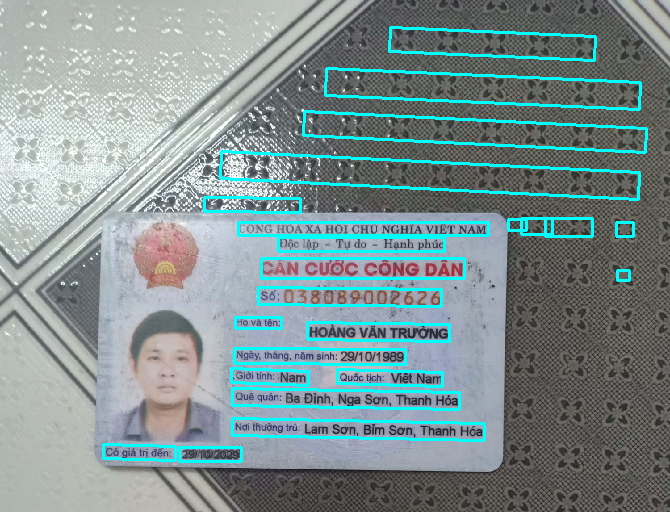 CỘNG HÒA XÃ HỘI CHỦ NGHĨA VIỆT NAM
Độc lập - Tự do - Hạnh phúc
CĂN CƯỚC CÔNG DÂN
Số: 038089002626
Họ và tên:
HOÀNG VĂN TRƯỜNG
Ngày, tháng, năm sinh: 29/10/1989
Giới tính: Nam Quốc tịch: Việt Nam
Quê quán: Ba Đình, Nga Sơn, Thanh Hóa
Nơi thường trú: Lam Sơn, Bỉm Sơn, Thanh Hóa
Có giá trị đến: 29/10/2029